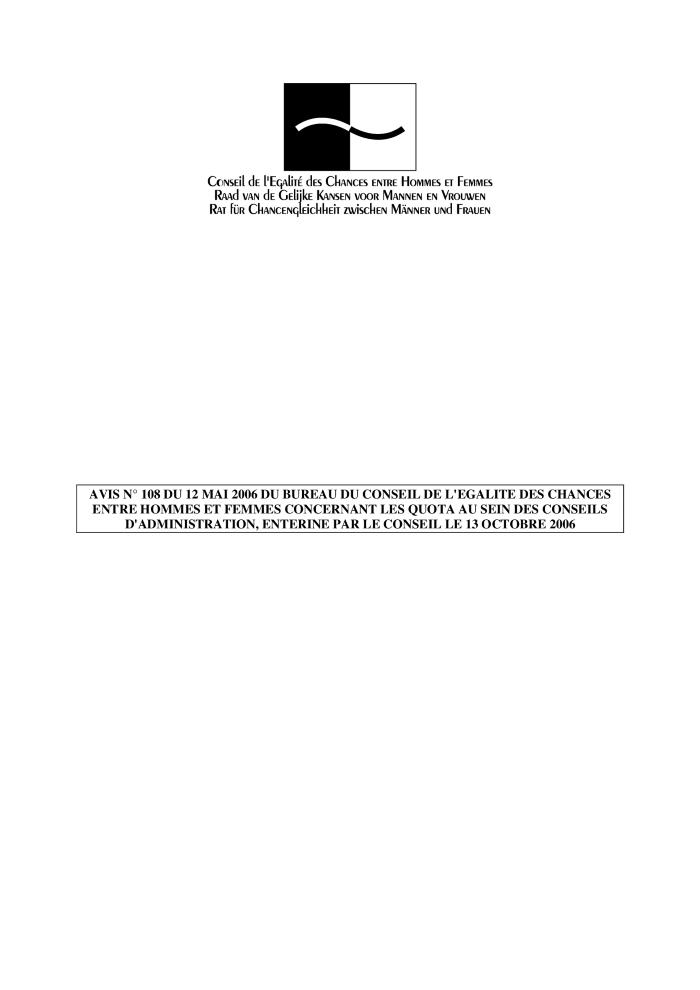 Conseil de l'Egalité des Chances entre Hommes et Femmes
Raad van de Gelijke Kansen voor Mannen en Vrouwen
Rat für Chancengleichheit zwischen Männer und Frauen
AVIS N° 108 DU 12 MAI 2006 DU BUREAU DU CONSEIL DE L'EGALITE DES CHANCES
ENTRE HOMMES ET FEMMES CONCERNANT LES QUOTA AU SEIN DES CONSEILS
D'ADMINISTRATION, ENTERINE PAR LE CONSEIL LE 13 OCTOBRE 2006